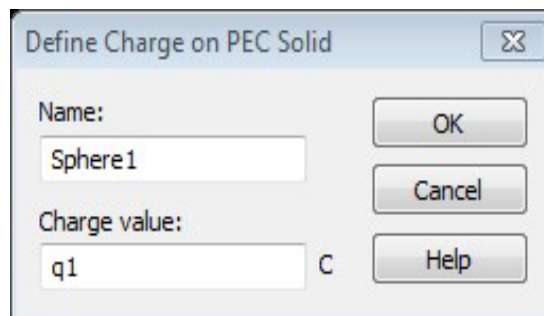 Define Charge on PEC Solid
Name:
OK
Sphere1
Cancel
Charge value:
q1 C
Help